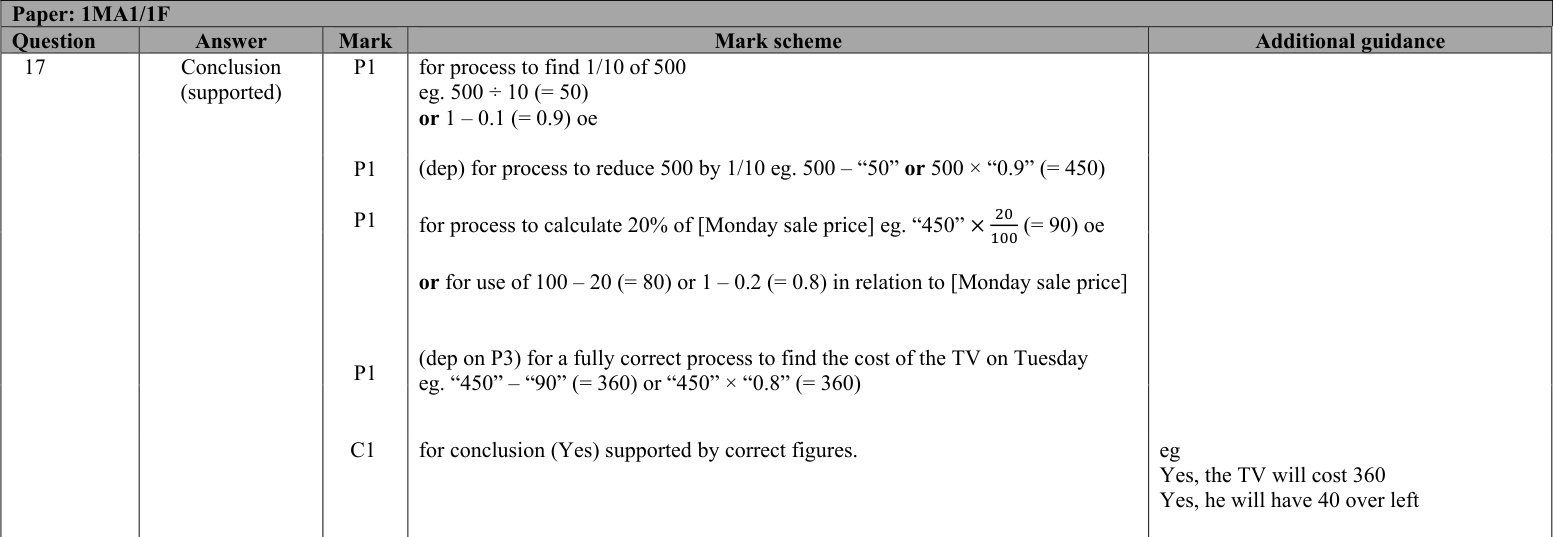 Paper: 1MA1/1F
Question Answer Mark Mark scheme Additional guidance
17 Conclusion P1 for process to find 1/10 of 500
(supported) eg. 500 ÷ 10 (= 50)
or 1 – 0.1 (= 0.9) oe
P1 (dep) for process to reduce 500 by 1/10 eg. 500 – “50” or 500 × “0.9” (= 450)
P1 for process to calculate 20% of [Monday sale price] eg. “450” × 20/100 (= 90) oe
or for use of 100 – 20 (= 80) or 1 – 0.2 (= 0.8) in relation to [Monday sale price]
(dep on P3) for a fully correct process to find the cost of the TV on Tuesday
P1 eg. “450” – “90” (= 360) or “450” × “0.8” (= 360)
C1 for conclusion (Yes) supported by correct figures. eg
Yes, the TV will cost 360
Yes, he will have 40 over left